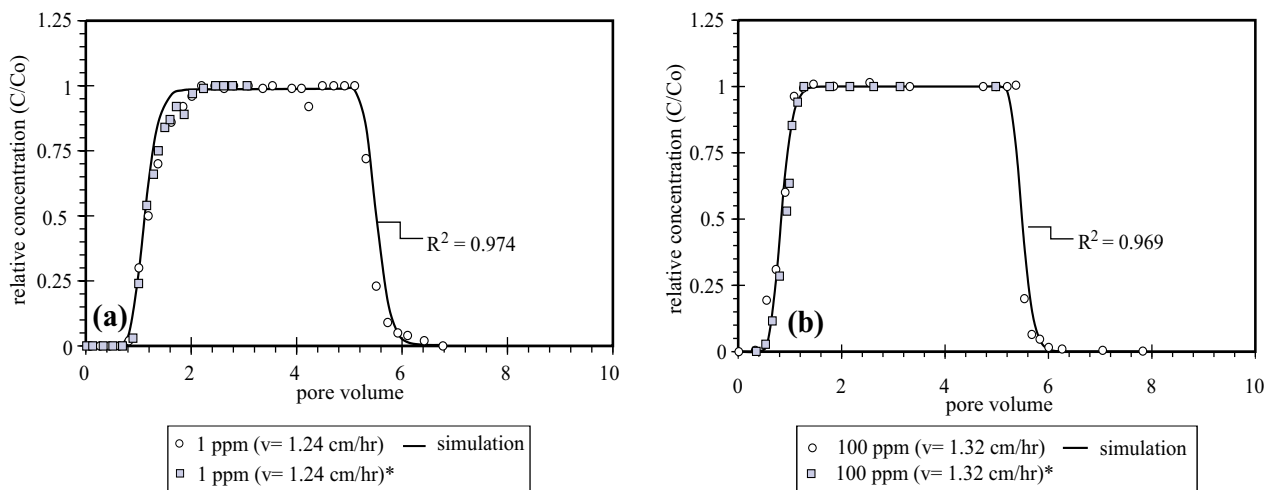 1.25
1
0.75
0.5
0.25
0
relative concentration (C/Co)
(a)
R² = 0.974
0 2 4 6 8 10
pore volume
1 ppm (v= 1.24 cm/hr) simulation
1 ppm (v= 1.24 cm/hr)*
1.25
1
0.75
0.5
0.25
0
relative concentration (C/Co)
(b)
R² = 0.969
0 2 4 6 8 10
pore volume
100 ppm (v= 1.32 cm/hr) simulation
100 ppm (v= 1.32 cm/hr)*